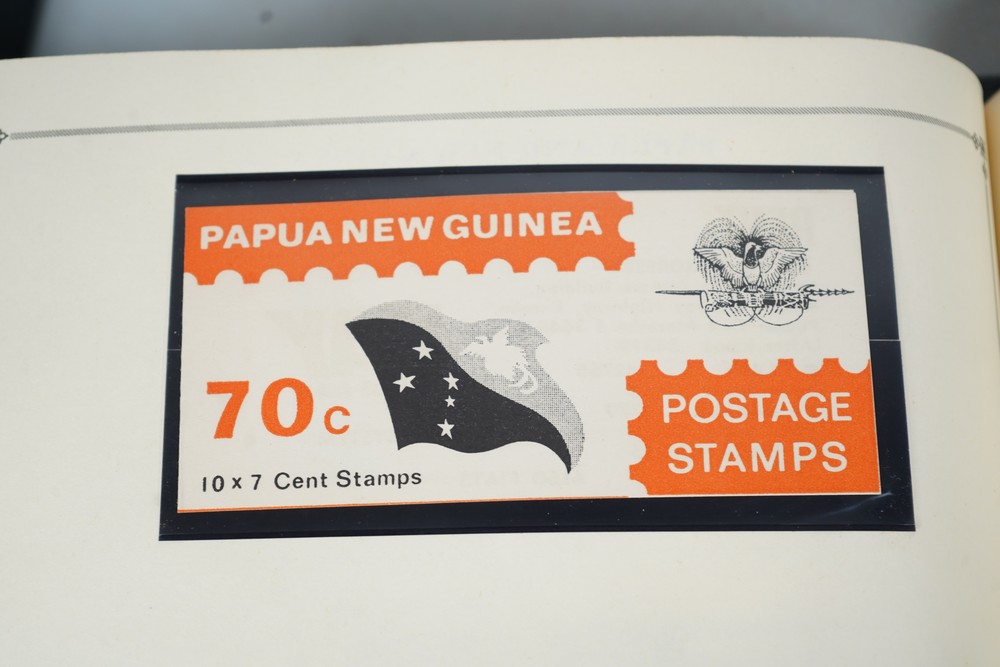 PAPUA NEW GUINEA
70c
10 x 7 Cent Stamps
POSTAGE
STAMPS